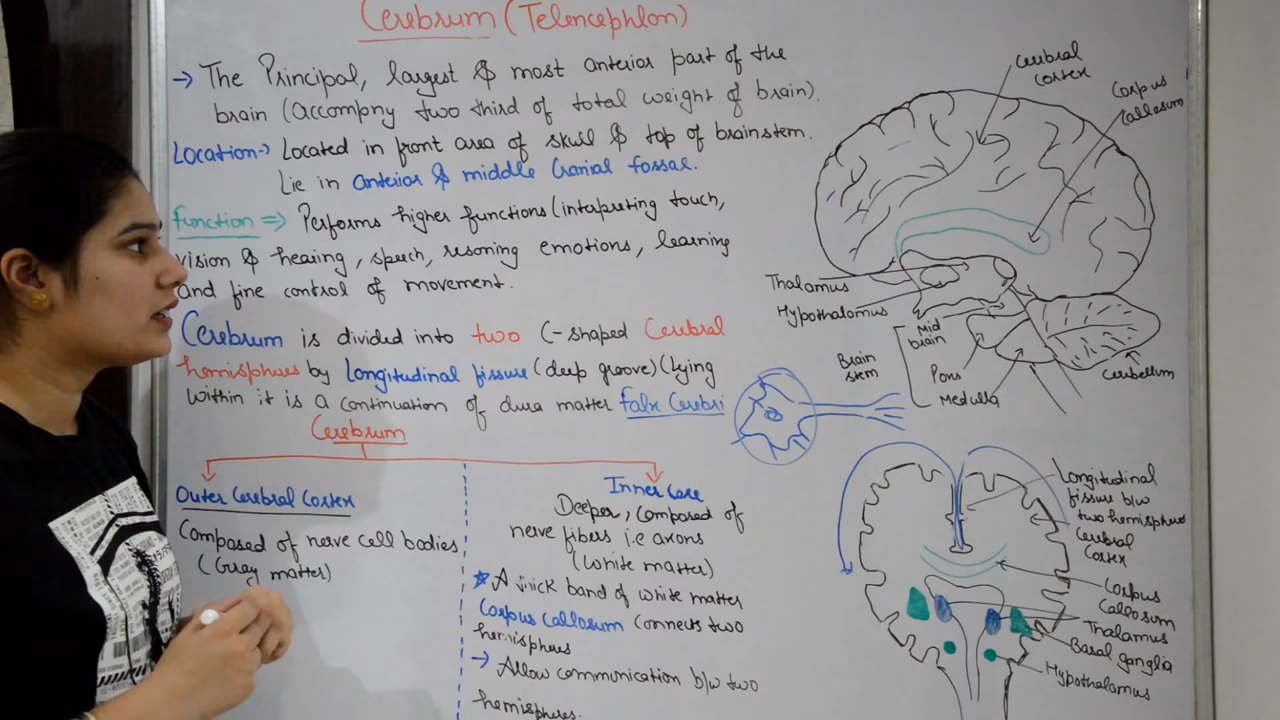 Cerebrum (Telencephlon)
→ The Principal, largest & most anterior part of the
brain (accompny two third of total weight of brain).
Location → Located in front area of skull & top of brainstem.
Lie in anterior & middle Cranial fossae.
function ⇒ Performs higher functions (intarpreting touch,
vision & heaing, speech, resoning emotions, learning
and fine control of movement.
Cerebrum is divided into two C-shaped Cerebral
hemispheres by Longitudinal fissure (deep groove) (lying
within it is a continuation of dura matter falx Cerebri
Cerebrum
Outer Cerebral Cortex
Composed of nerve cell bodies
(Gray matter)
Inner Core
Deeper, Composed of
nerve fibers i.e axons
(White matter)
★ A thick band of white matter
Corpus callosum Connects two
hemispheres
→ Allow communication b/w two
hemispheres.
Cerebral
cortex
Corpus
Callosum
Thalamus
Hypothalamus
Mid
brain
Brain
stem
Pons
Medulla
Cerebellum
Longitudinal
fissure b/w
two hemispheres
Cerebral
Cortex
Corpus
Callosum
Thalamus
Basal ganglia
Hypothalamus